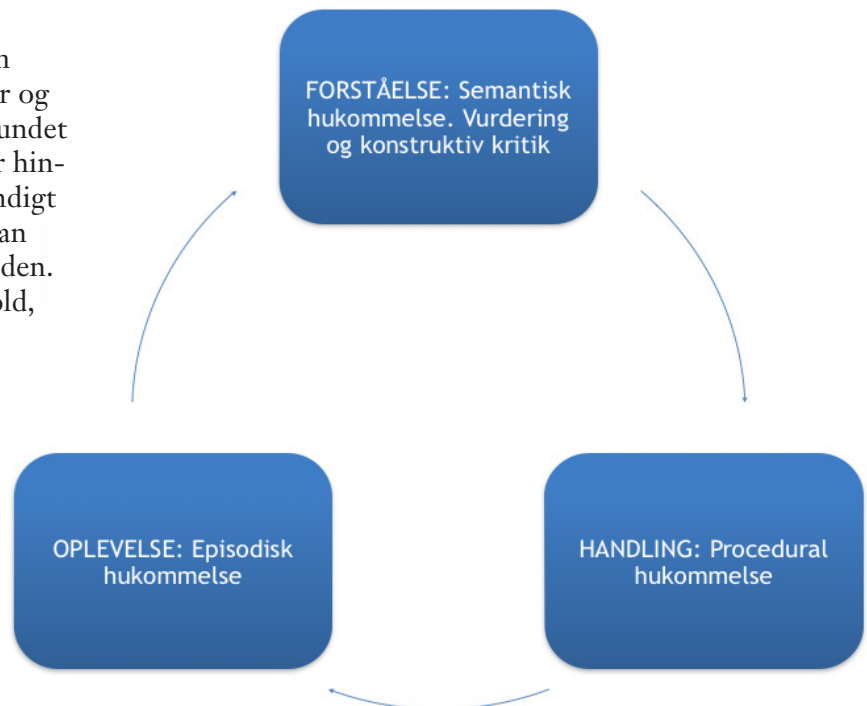 r og
undet
r hin-
ndigt
an
den.
old,
FORSTÅELSE: Semantisk
hukommelse. Vurdering
og konstruktiv kritik
OPLEVELSE: Episodisk
hukommelse
HANDLING: Procedural
hukommelse